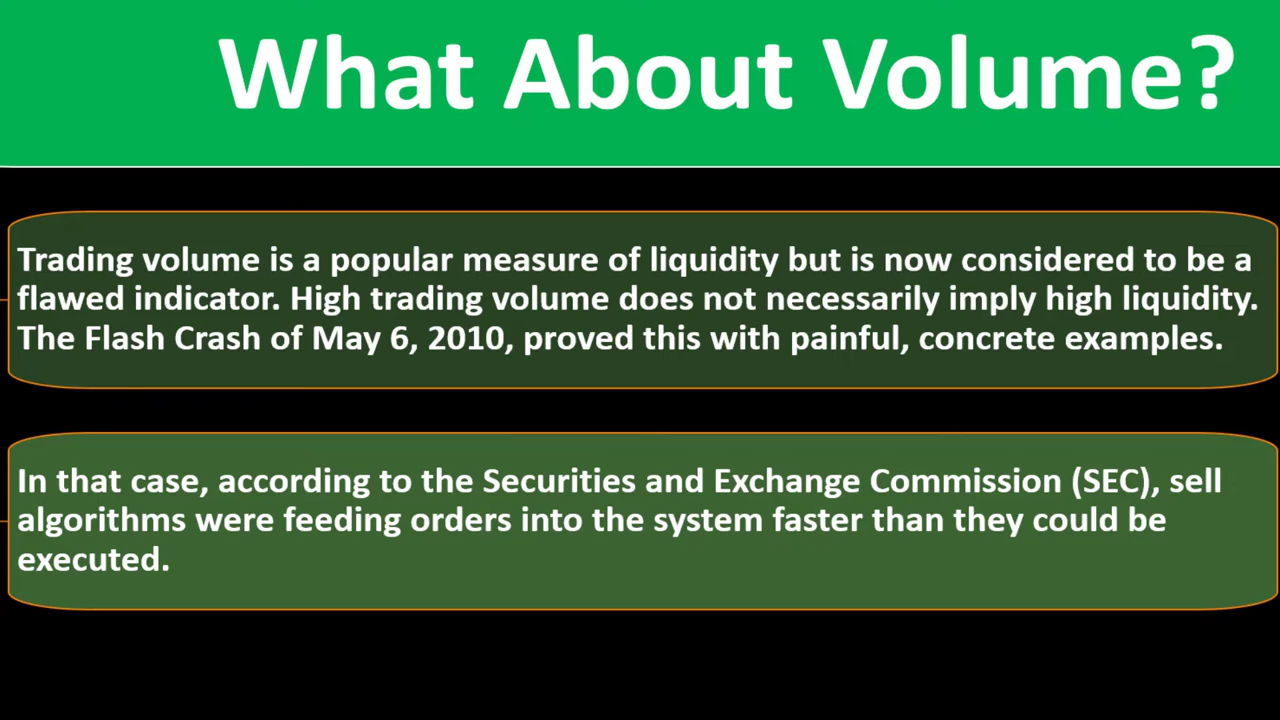 What About Volume?
Trading volume is a popular measure of liquidity but is now considered to be a
flawed indicator. High trading volume does not necessarily imply high liquidity.
The Flash Crash of May 6, 2010, proved this with painful, concrete examples.
In that case, according to the Securities and Exchange Commission (SEC), sell
algorithms were feeding orders into the system faster than they could be
executed.